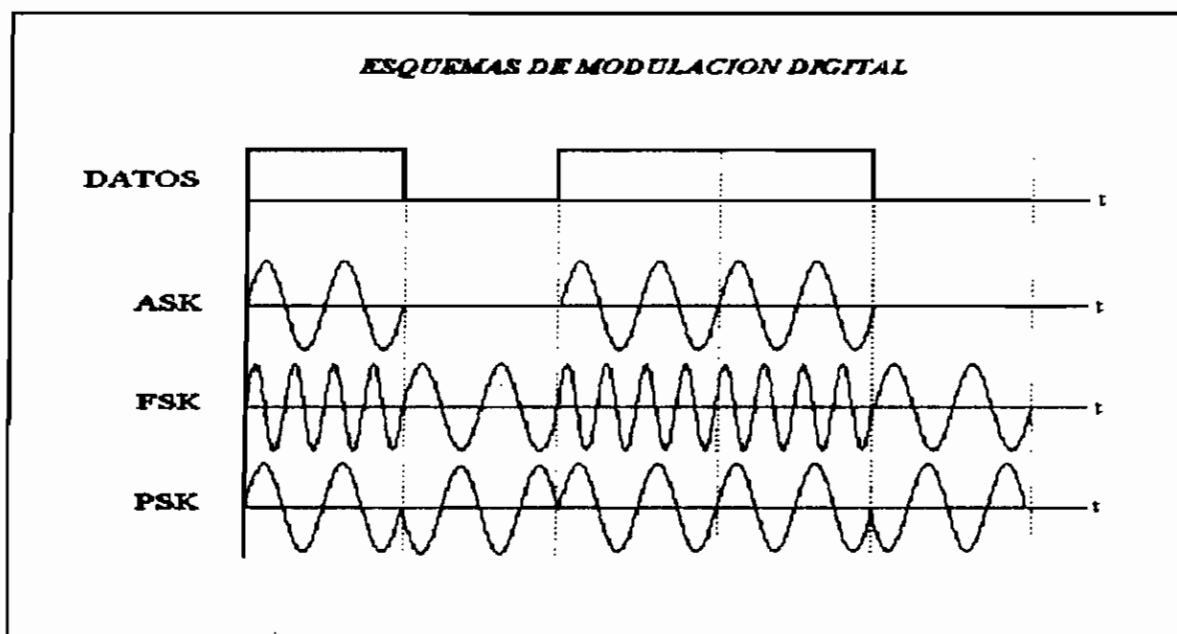 ESQUEMAS DE MODULACION DIGITAL
DATOS
t
ASK
t
FSK
t
PSK
t